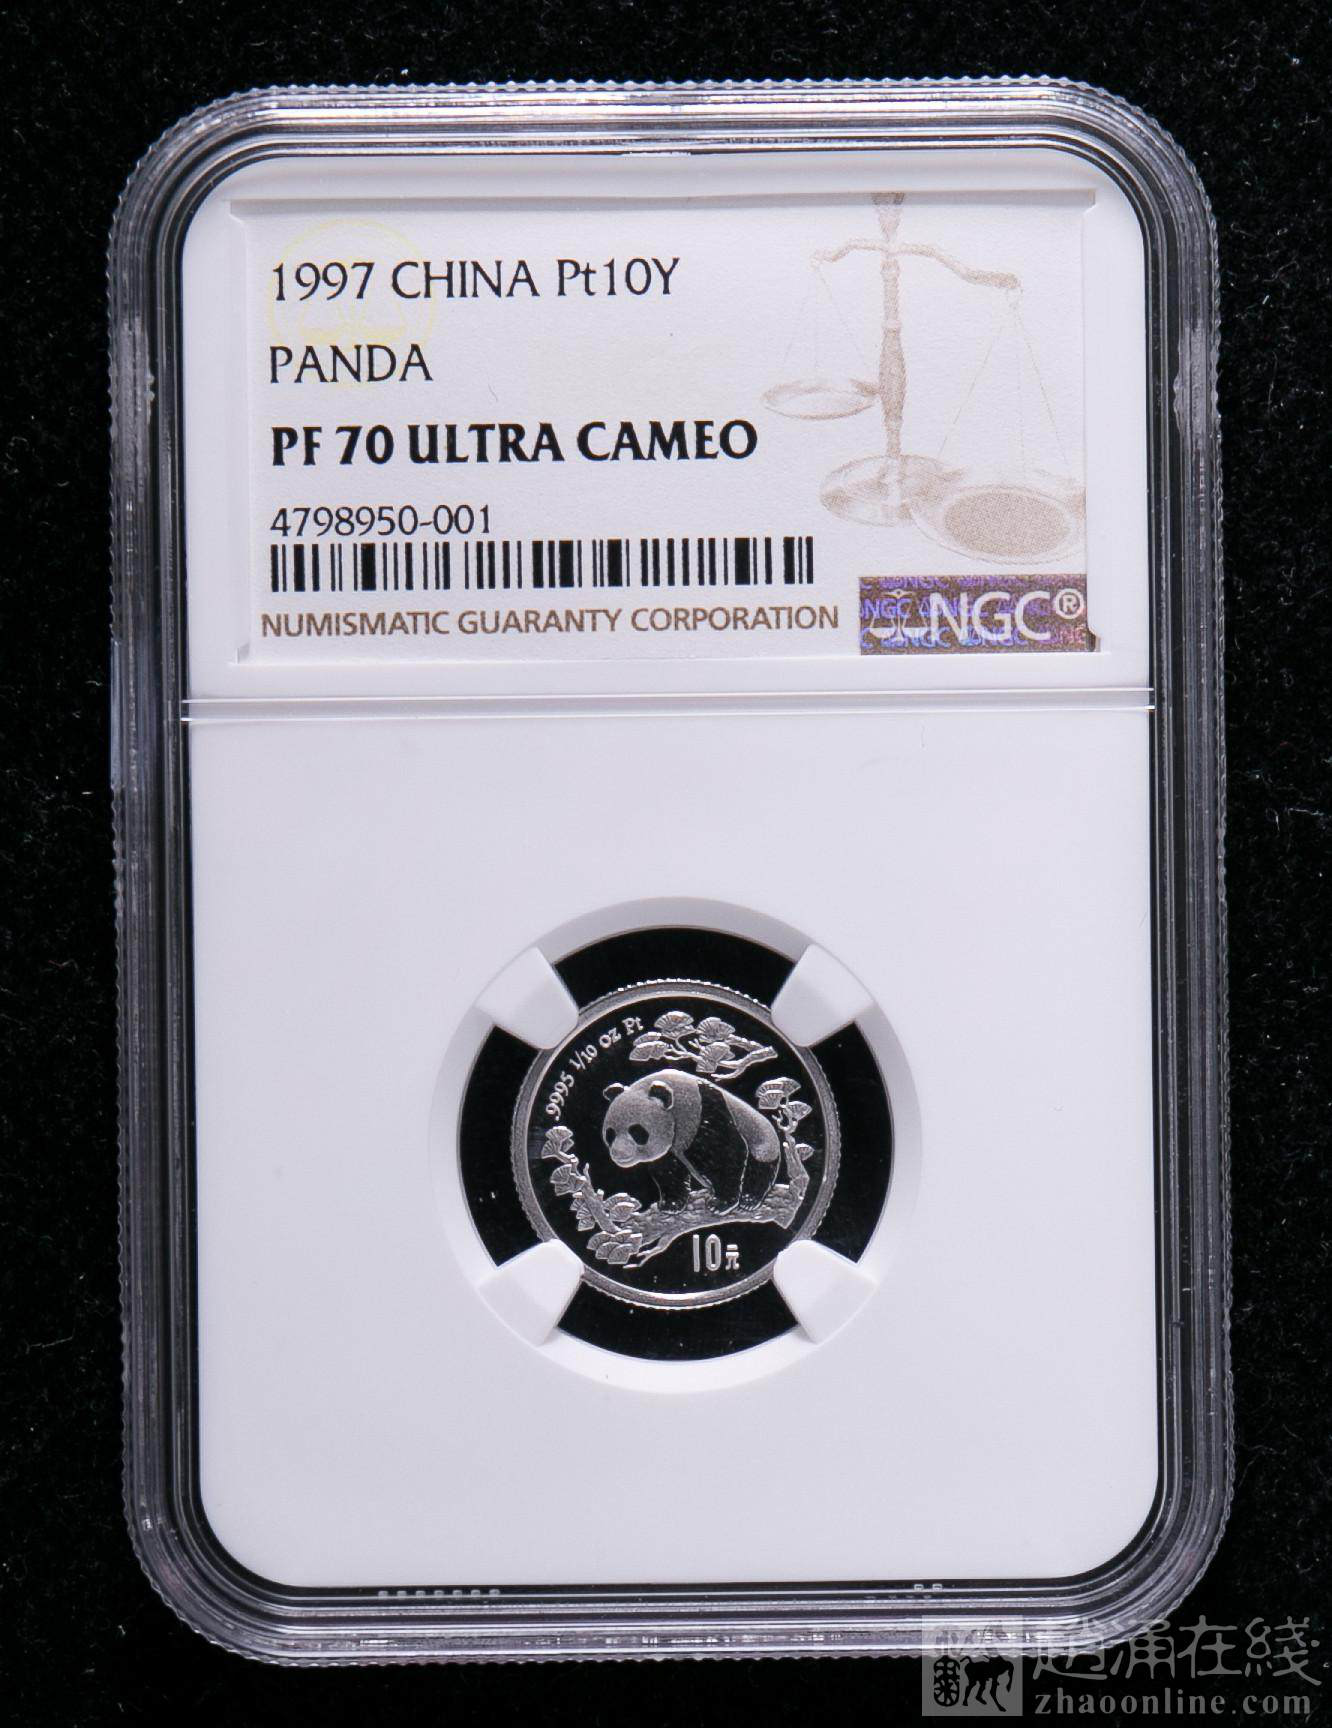 1997 CHINA Pt10Y
PANDA
PF 70 ULTRA CAMEO
4798950-001
NUMISMATIC GUARANTY CORPORATION
NGC®
.9995 1/10 OZ Pt
10元
趙涌在綫
zhaoonline.com